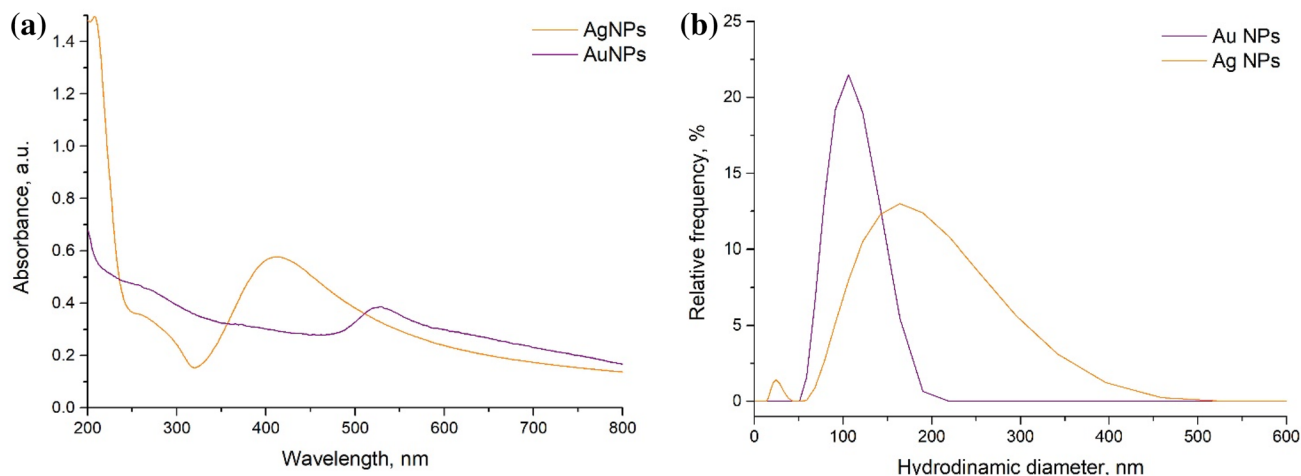 (a)
AgNPs
AuNPs
1.4
1.2
1.0
0.8
0.6
0.4
0.2
0.0
Absorbance, a.u.
200 300 400 500 600 700 800
Wavelength, nm
(b)
Au NPs
Ag NPs
25
20
15
10
5
0
Relative frequency, %
0 100 200 300 400 500 600
Hydrodinamic diameter, nm